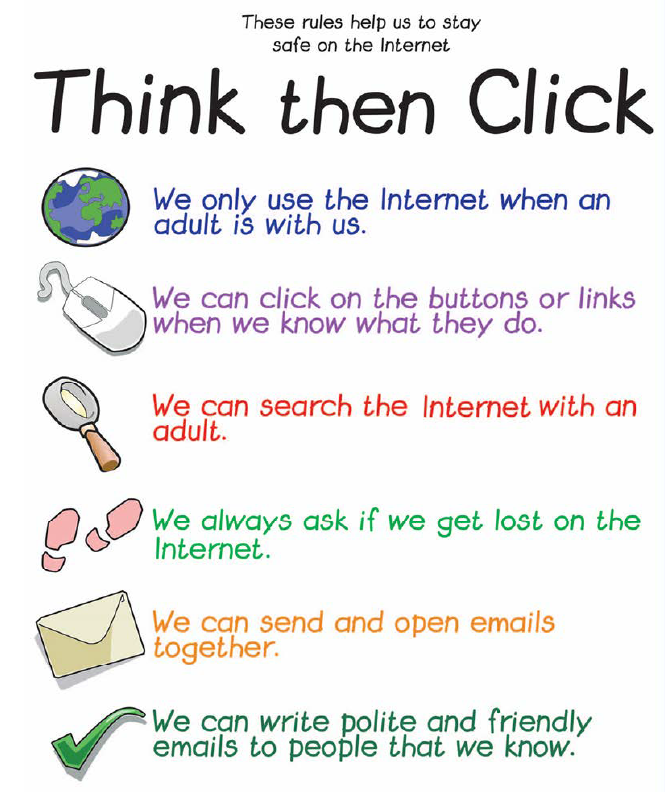 These rules help us to stay
safe on the Internet
Think then Click
We only use the Internet when an
adult is with us.
We can click on the buttons or links
when we know what they do.
We can search the Internet with an
adult.
We always ask if we get lost on the
Internet.
We can send and open emails
together.
We can write polite and friendly
emails to people that we know.